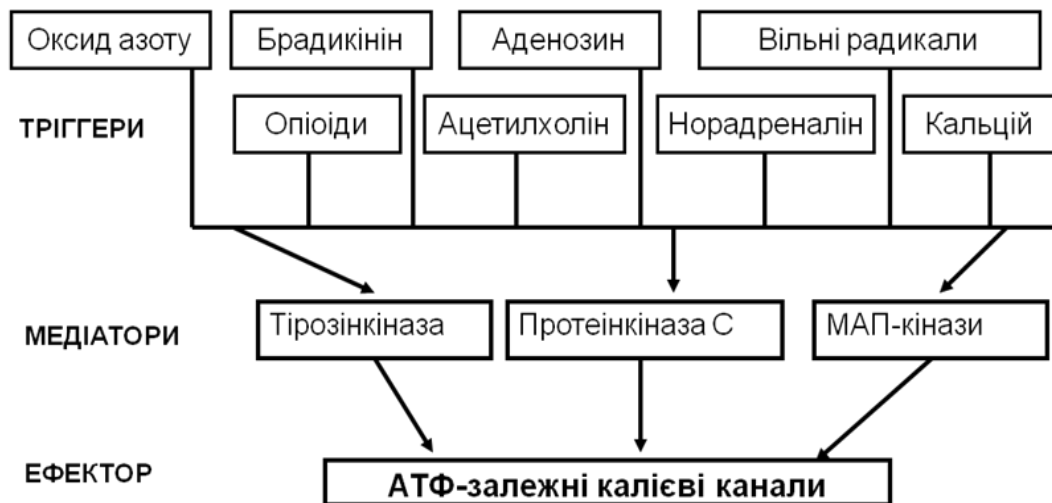 Оксид азоту
Брадикінін
Аденозин
Вільні радикали
ТРІГГЕРИ
Опіоіди
Ацетилхолін
Норадреналін
Кальцій
МЕДІАТОРИ
Тірозінкіназа
Протеінкіназа С
МАП-кінази
ЕФЕКТОР
АТФ-залежні калієві канали